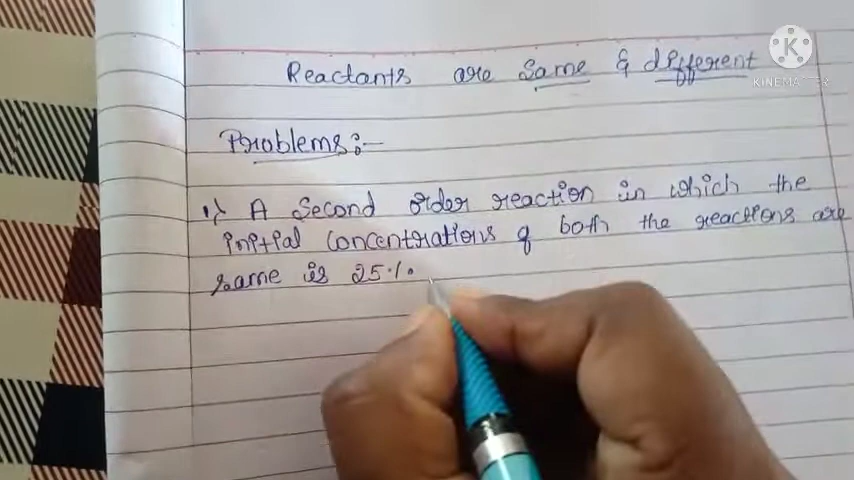 Reactants are same & different
KINEMASTER
Problems:-
1) A second order reaction in which the
initial concentrations of both the reactions are
same is 25%